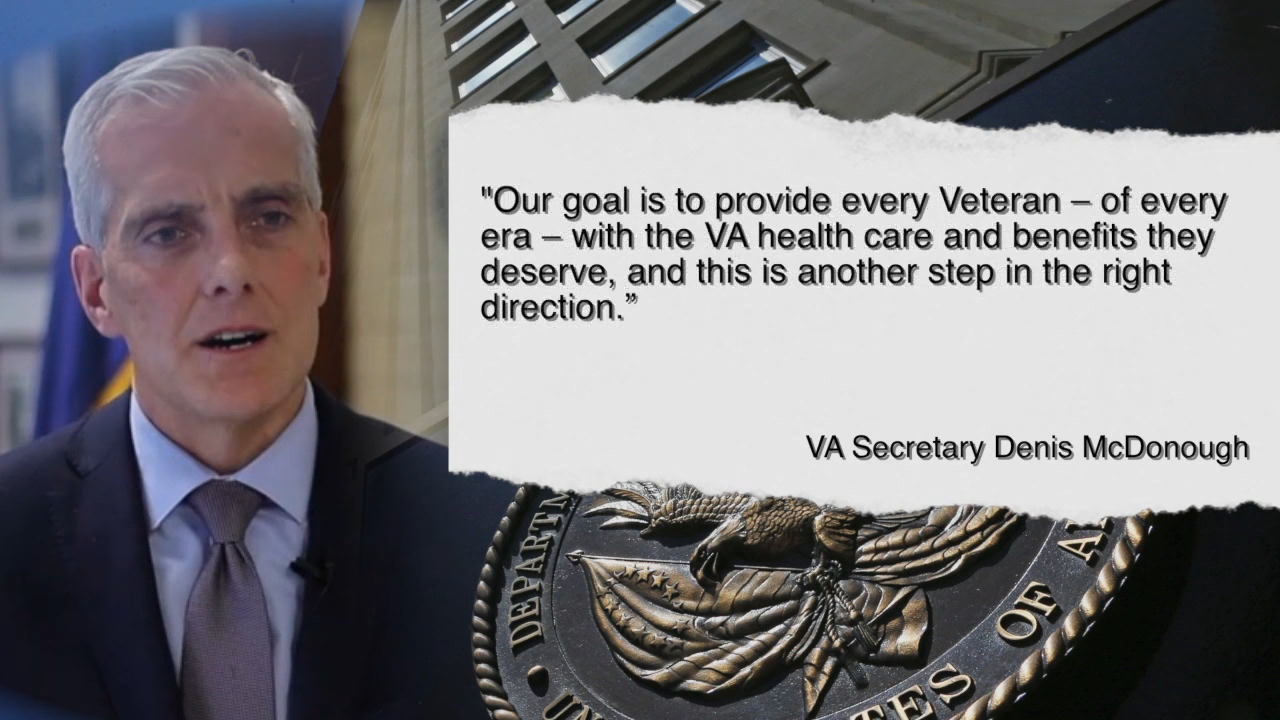 "Our goal is to provide every Veteran – of every
era – with the VA health care and benefits they
deserve, and this is another step in the right
direction.”
VA Secretary Denis McDonough
OF